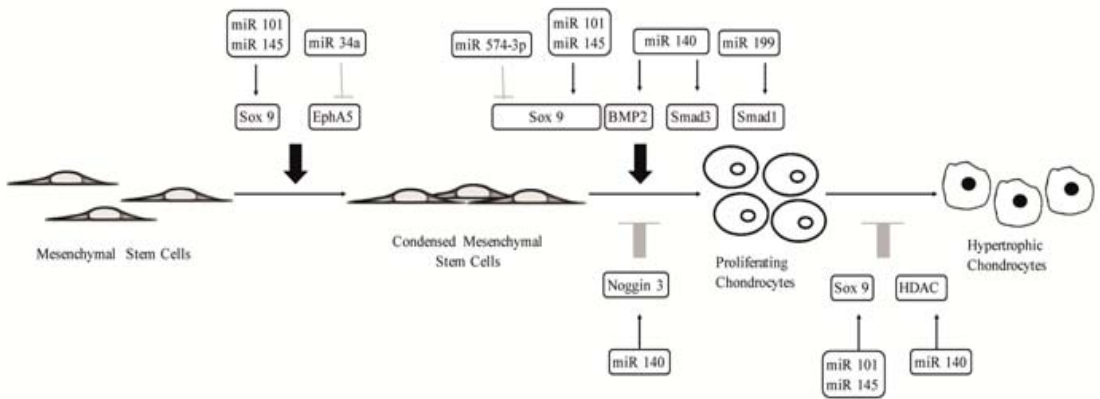 miR 101
miR 145
miR 34a
miR 574-3p
miR 101
miR 145
miR 140
miR 199
Sox 9
EphA5
Sox 9
BMP2
Smad3
Smad1
Mesenchymal Stem Cells
Condensed Mesenchymal
Stem Cells
Proliferating
Chondrocytes
Hypertrophic
Chondrocytes
Noggin 3
Sox 9
HDAC
miR 140
miR 101
miR 145
miR 140